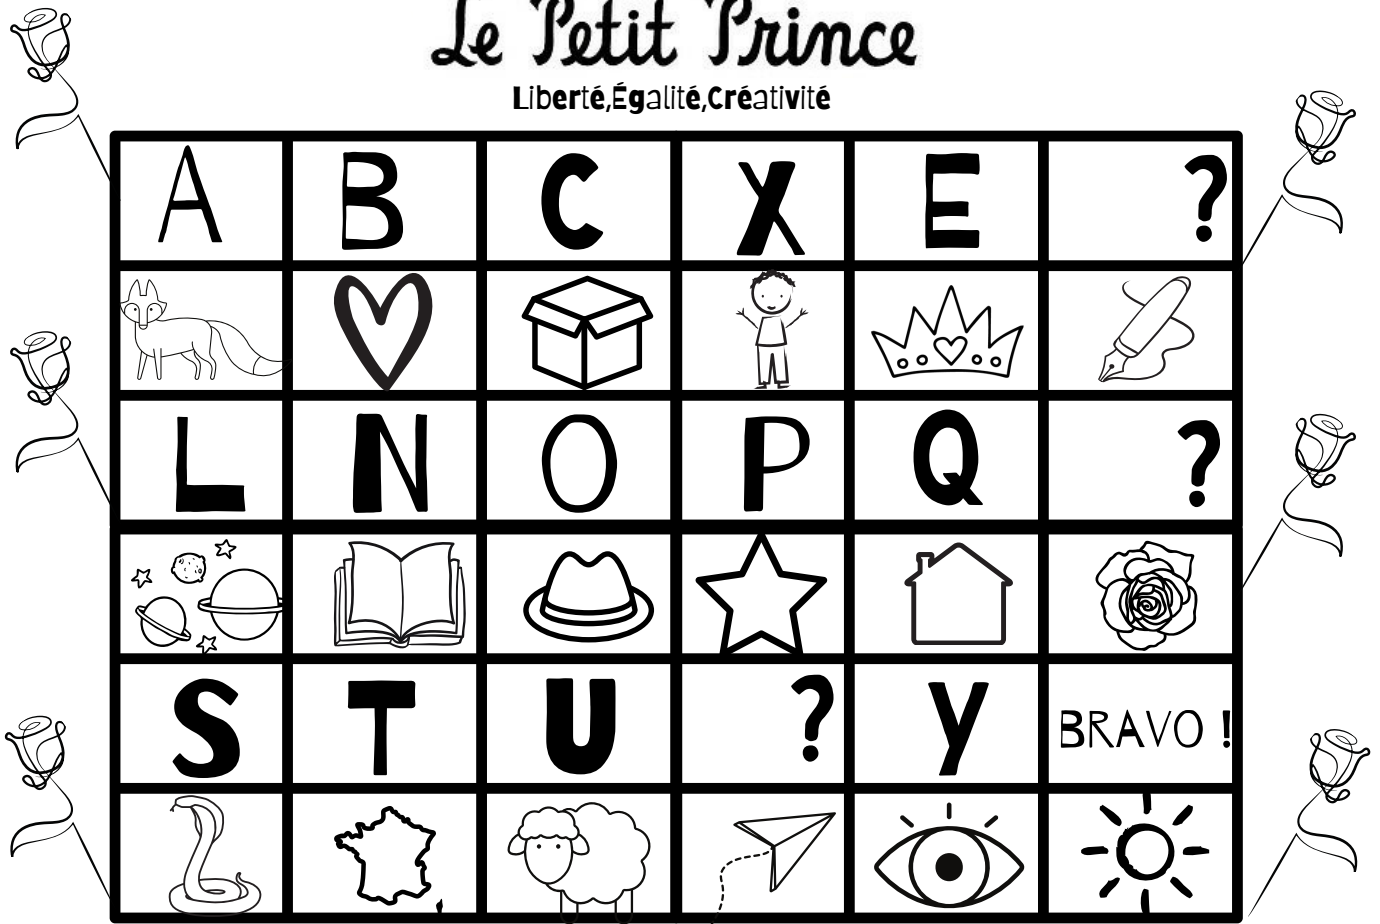 Le Petit Prince
Liberté,Égalité,Créativité
A B C X E ?
L N O P Q ?
S T U ? y BRAVO !